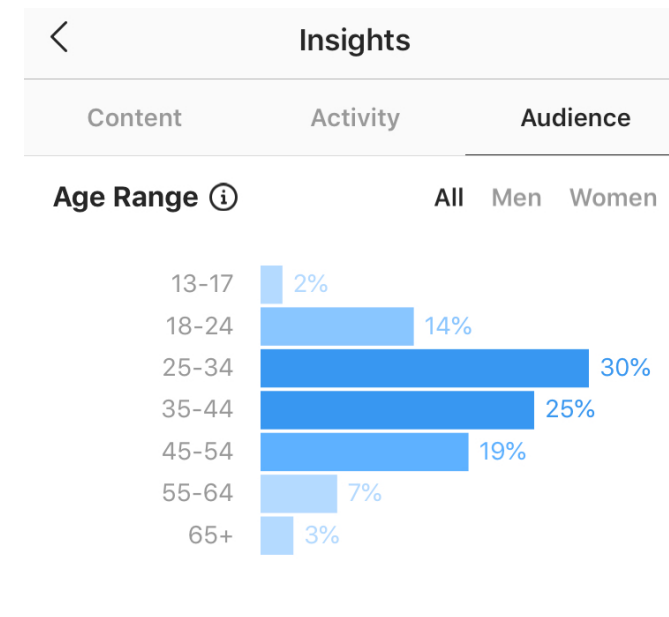 Insights
Content Activity Audience
Age Range All Men Women
13-17 2%
18-24 14%
25-34 30%
35-44 25%
45-54 19%
55-64 7%
65+ 3%